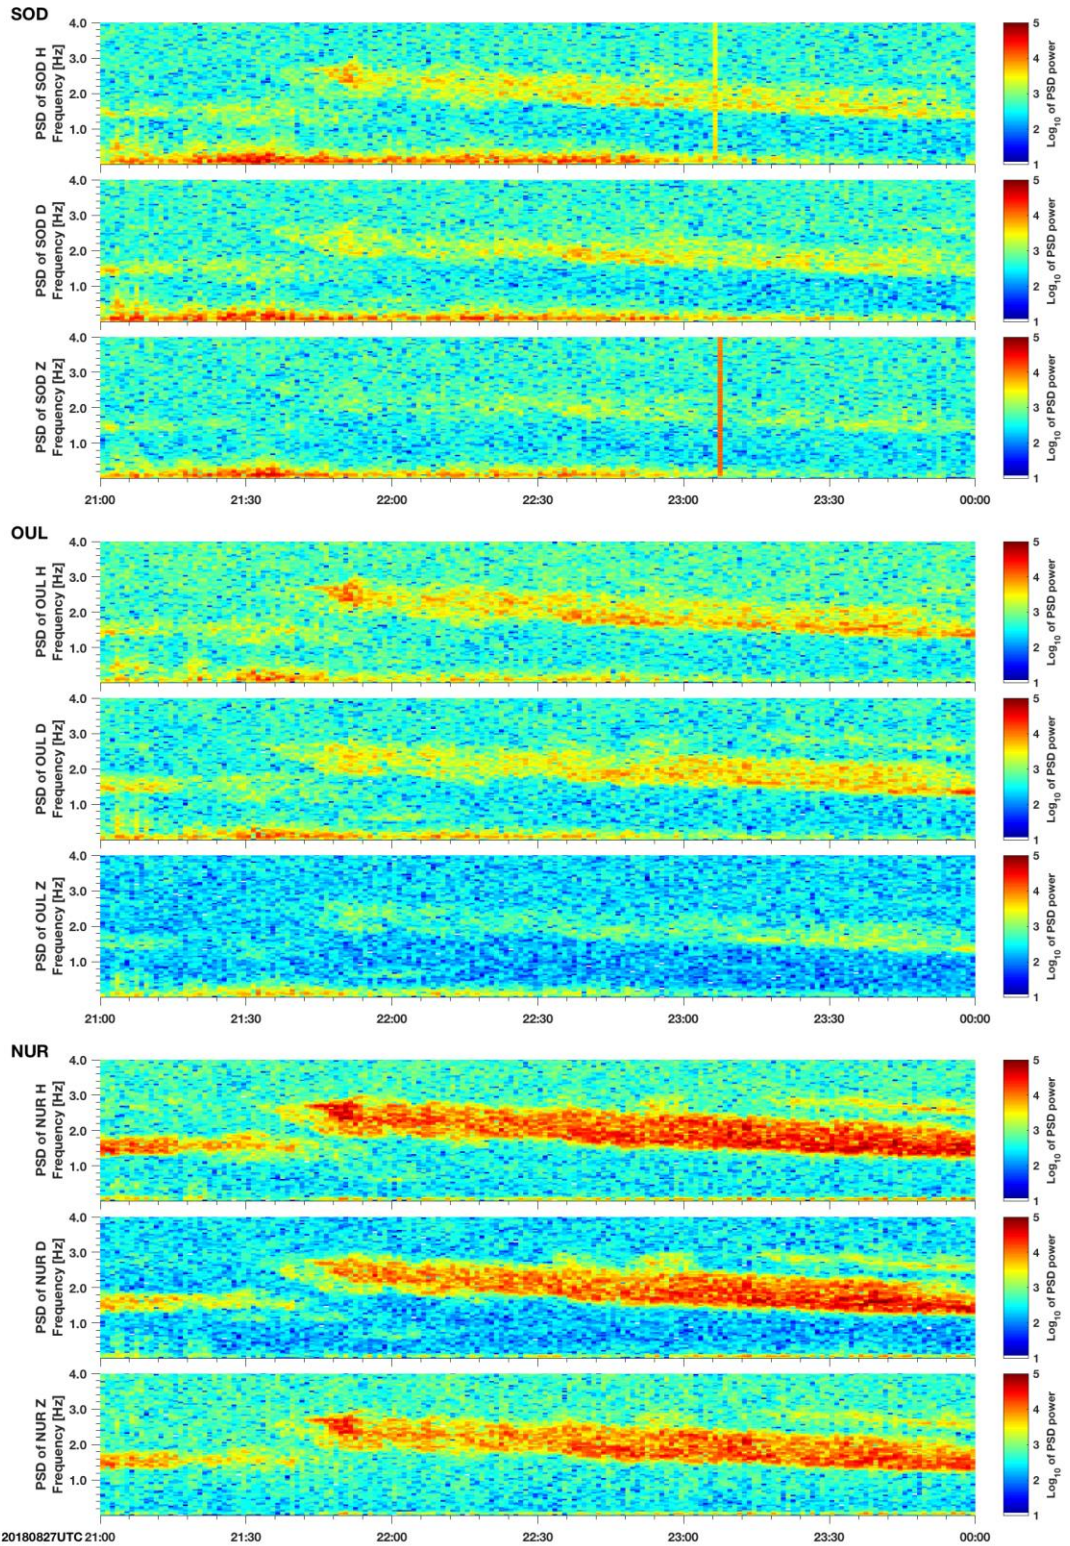 SOD
PSD of SOD H
Frequency [Hz]
4.0
3.0
2.0
1.0
5
4
3
2
1
Log10 of PSD power
PSD of SOD D
Frequency [Hz]
4.0
3.0
2.0
1.0
5
4
3
2
1
Log10 of PSD power
PSD of SOD Z
Frequency [Hz]
4.0
3.0
2.0
1.0
5
4
3
2
1
Log10 of PSD power
21:00 21:30 22:00 22:30 23:00 23:30 00:00
OUL
PSD of OUL H
Frequency [Hz]
4.0
3.0
2.0
1.0
5
4
3
2
1
Log10 of PSD power
PSD of OUL D
Frequency [Hz]
4.0
3.0
2.0
1.0
5
4
3
2
1
Log10 of PSD power
PSD of OUL Z
Frequency [Hz]
4.0
3.0
2.0
1.0
5
4
3
2
1
Log10 of PSD power
21:00 21:30 22:00 22:30 23:00 23:30 00:00
NUR
PSD of NUR H
Frequency [Hz]
4.0
3.0
2.0
1.0
5
4
3
2
1
Log10 of PSD power
PSD of NUR D
Frequency [Hz]
4.0
3.0
2.0
1.0
5
4
3
2
1
Log10 of PSD power
PSD of NUR Z
Frequency [Hz]
4.0
3.0
2.0
1.0
5
4
3
2
1
Log10 of PSD power
20180827UTC 21:00 21:30 22:00 22:30 23:00 23:30 00:00